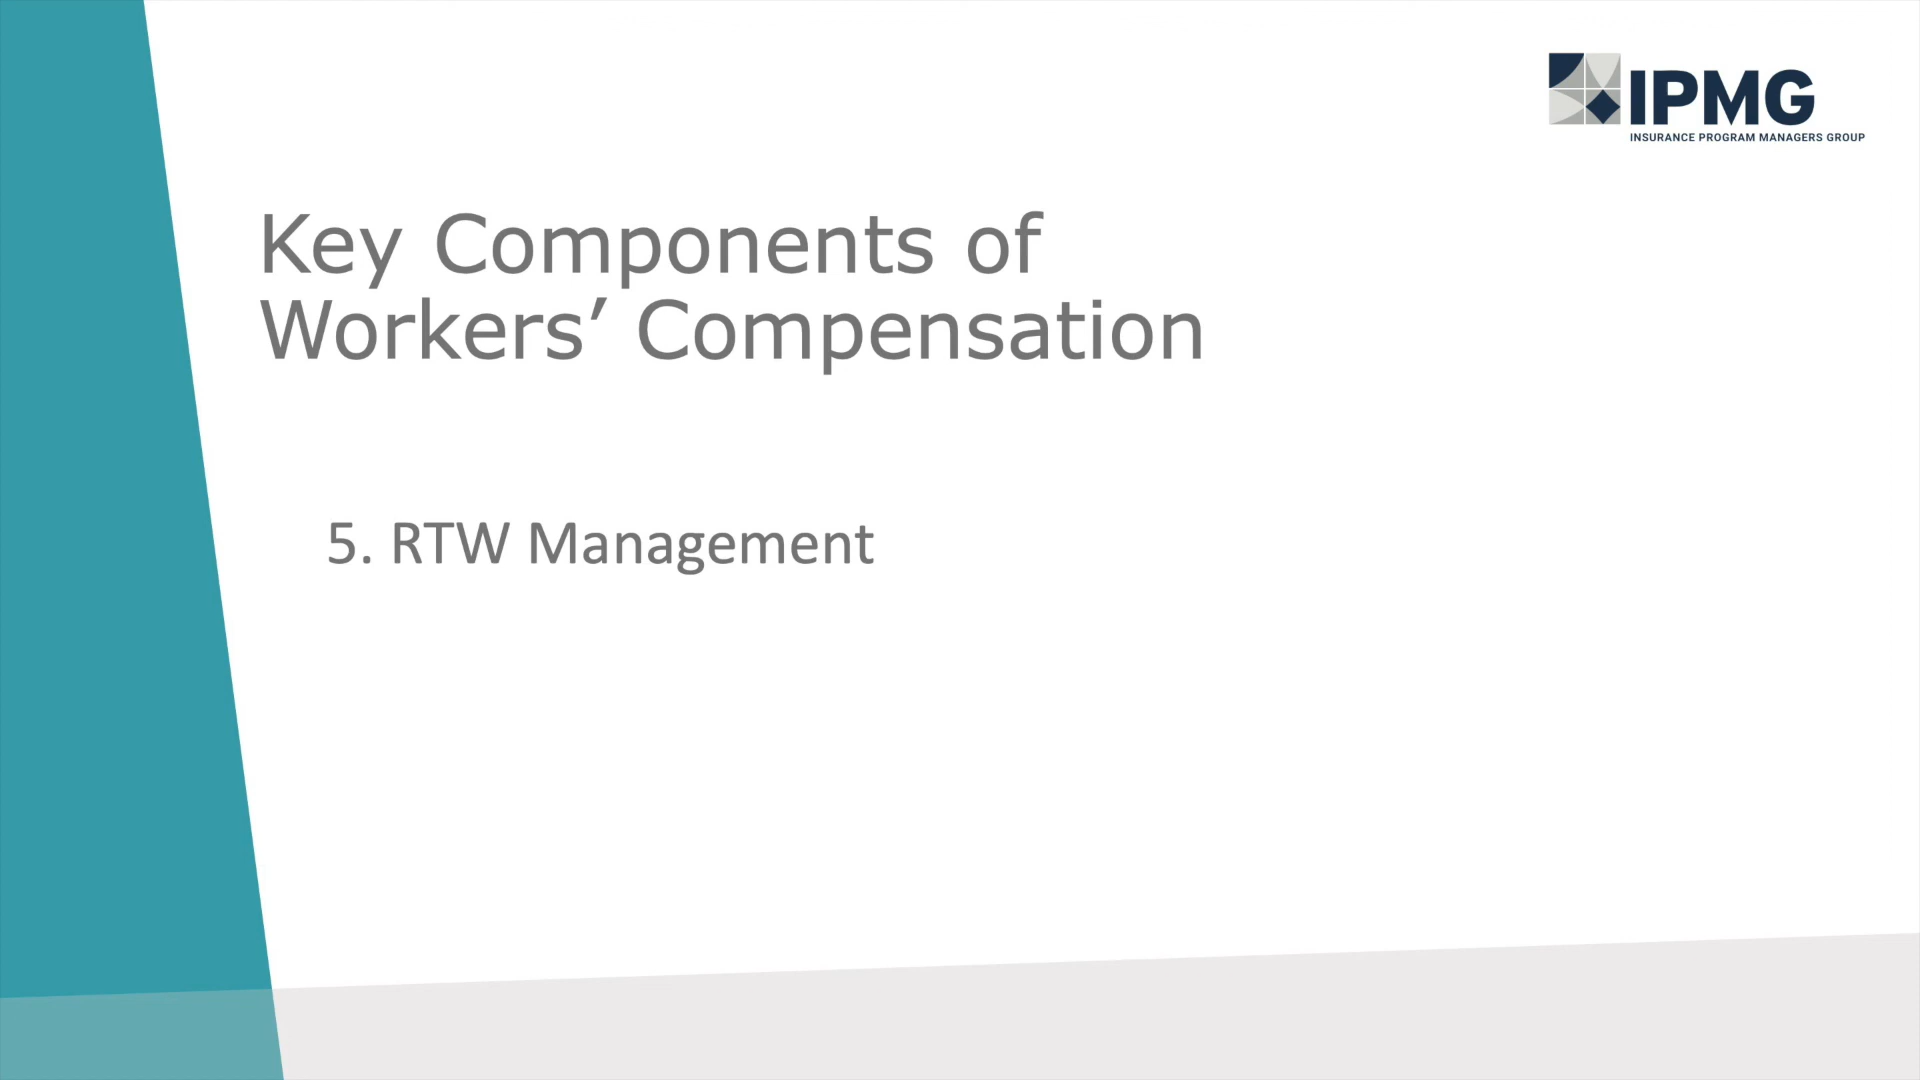 IPMG
INSURANCE PROGRAM MANAGERS GROUP
Key Components of
Workers’ Compensation
5. RTW Management